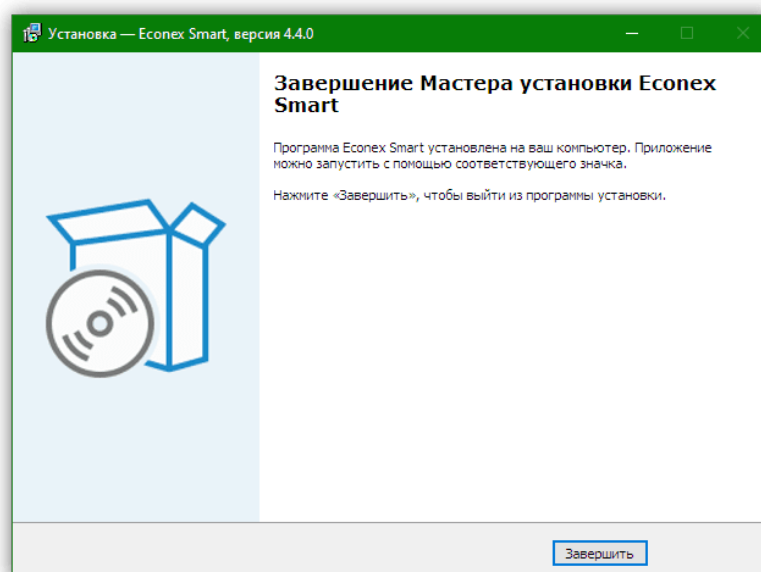 Установка — Econex Smart, версия 4.4.0
Завершение Мастера установки Econex
Smart
Программа Econex Smart установлена на ваш компьютер. Приложение
можно запустить с помощью соответствующего значка.
Нажмите «Завершить», чтобы выйти из программы установки.
Завершить